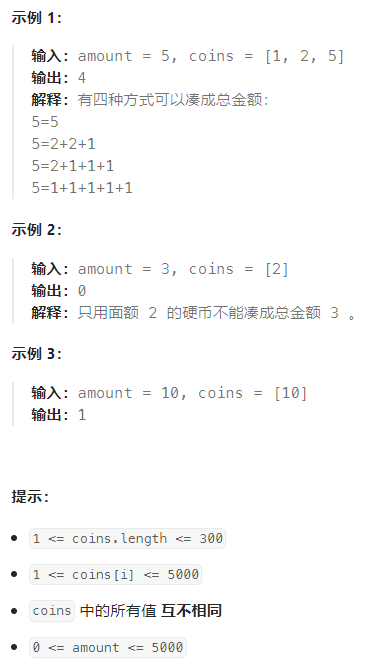 示例 1：
输入：amount = 5, coins = [1, 2, 5]
输出：4
解释：有四种方式可以凑成总金额：
5=5
5=2+2+1
5=2+1+1+1
5=1+1+1+1+1
示例 2：
输入：amount = 3, coins = [2]
输出：0
解释：只用面额 2 的硬币不能凑成总金额 3 。
示例 3：
输入：amount = 10, coins = [10]
输出：1
提示：
1 <= coins.length <= 300
1 <= coins[i] <= 5000
coins 中的所有值 互不相同
0 <= amount <= 5000